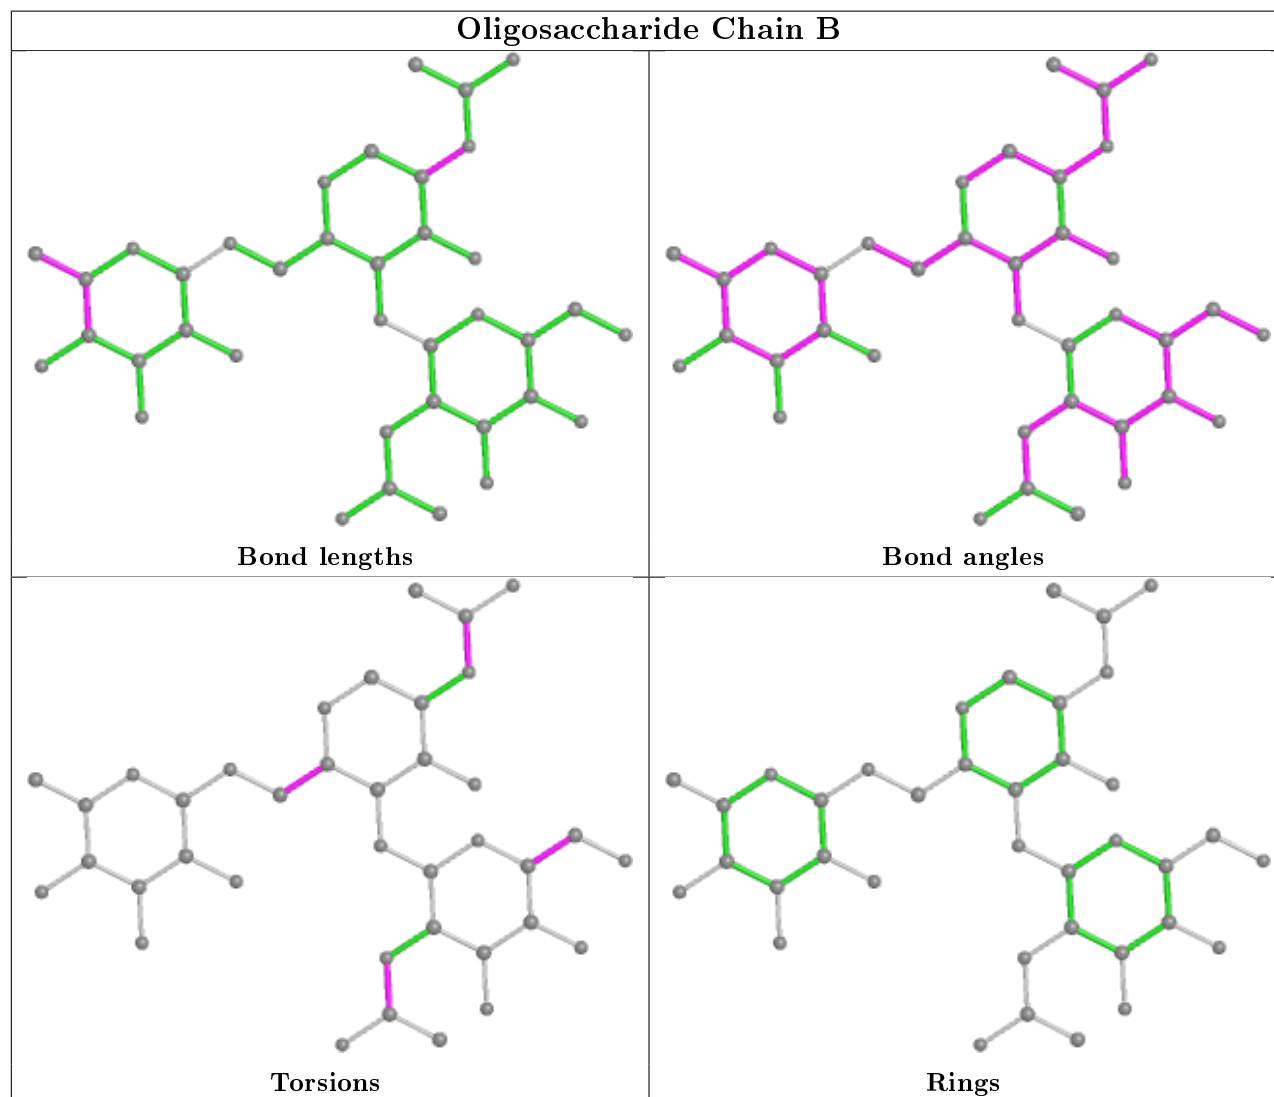 Oligosaccharide Chain B
Bond lengths
Bond angles
Torsions
Rings